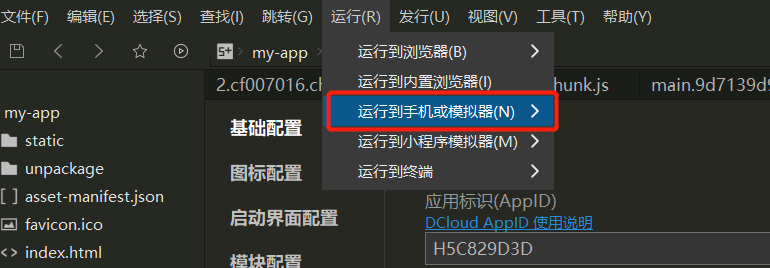 文件(F) 编辑(E) 选择(S) 查找(I) 跳转(G) 运行(R) 发行(U) 视图(V) 工具(T) 帮助(Y)
my-app
运行到浏览器(B)
2.cf007016.ch
运行到内置浏览器(I)
hunk.js
main.9d7139d9
my-app
基础配置
运行到手机或模拟器(N)
static
运行到小程序模拟器(M)
unpackage
图标配置
运行到终端
asset-manifest.json
应用标识(AppID)
favicon.ico
启动界面配置
DCloud AppID 使用说明
index.html
模块配置
H5C829D3D